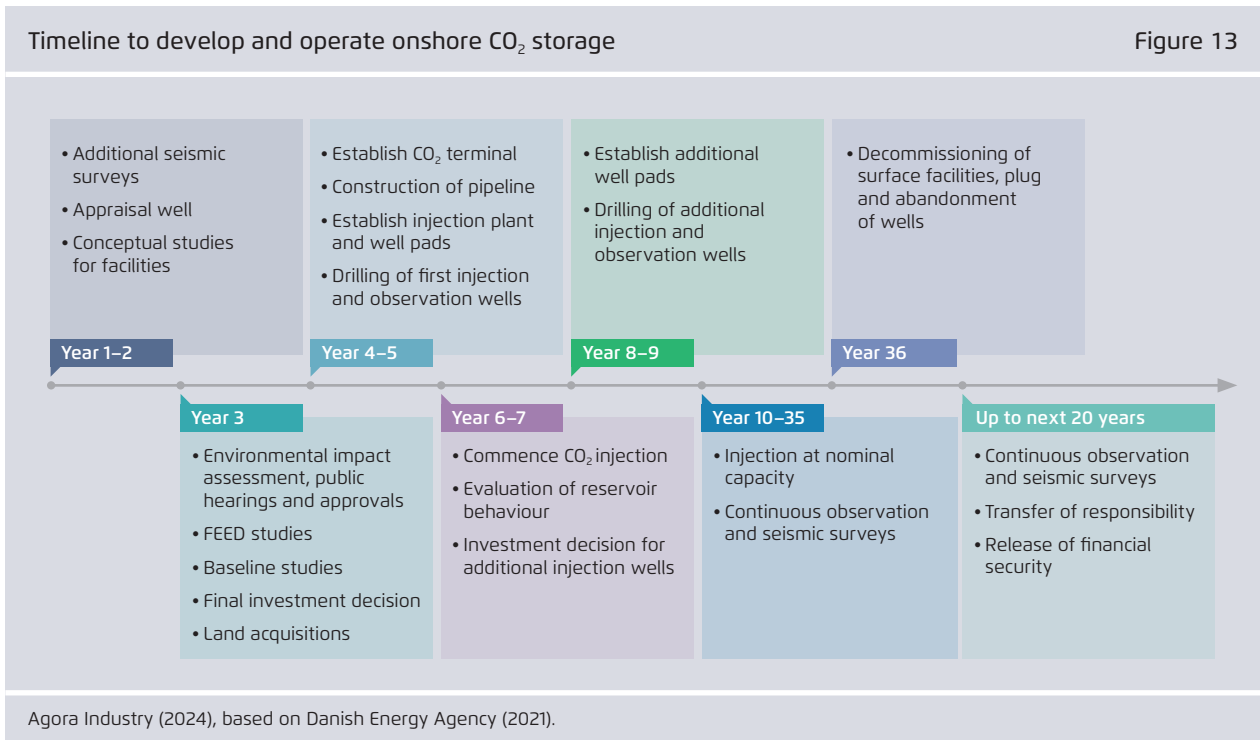 Timeline to develop and operate onshore CO₂ storage
Figure 13
• Additional seismic
surveys
• Appraisal well
• Conceptual studies
for facilities
Year 1–2
Year 3
• Environmental impact
assessment, public
hearings and approvals
• FEED studies
• Baseline studies
• Final investment decision
• Land acquisitions
• Establish CO₂ terminal
• Construction of pipeline
• Establish injection plant
and well pads
• Drilling of first injection
and observation wells
Year 4–5
Year 6–7
• Commence CO₂ injection
• Evaluation of reservoir
behaviour
• Investment decision for
additional injection wells
• Establish additional
well pads
• Drilling of additional
injection and
observation wells
Year 8–9
Year 10–35
• Injection at nominal
capacity
• Continuous observation
and seismic surveys
• Decommissioning of
surface facilities, plug
and abandonment
of wells
Year 36
Up to next 20 years
• Continuous observation
and seismic surveys
• Transfer of responsibility
• Release of financial
security
Agora Industry (2024), based on Danish Energy Agency (2021).